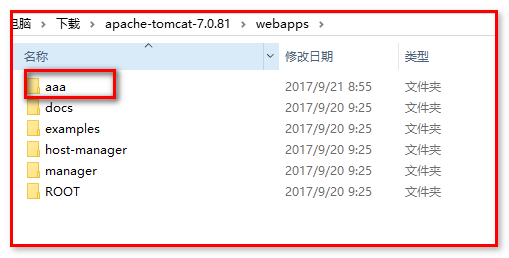 电脑 › 下载 › apache-tomcat-7.0.81 › webapps ›
名称 修改日期 类型
aaa 2017/9/21 8:55 文件夹
docs 2017/9/20 9:25 文件夹
examples 2017/9/20 9:25 文件夹
host-manager 2017/9/20 9:25 文件夹
manager 2017/9/20 9:25 文件夹
ROOT 2017/9/20 9:25 文件夹